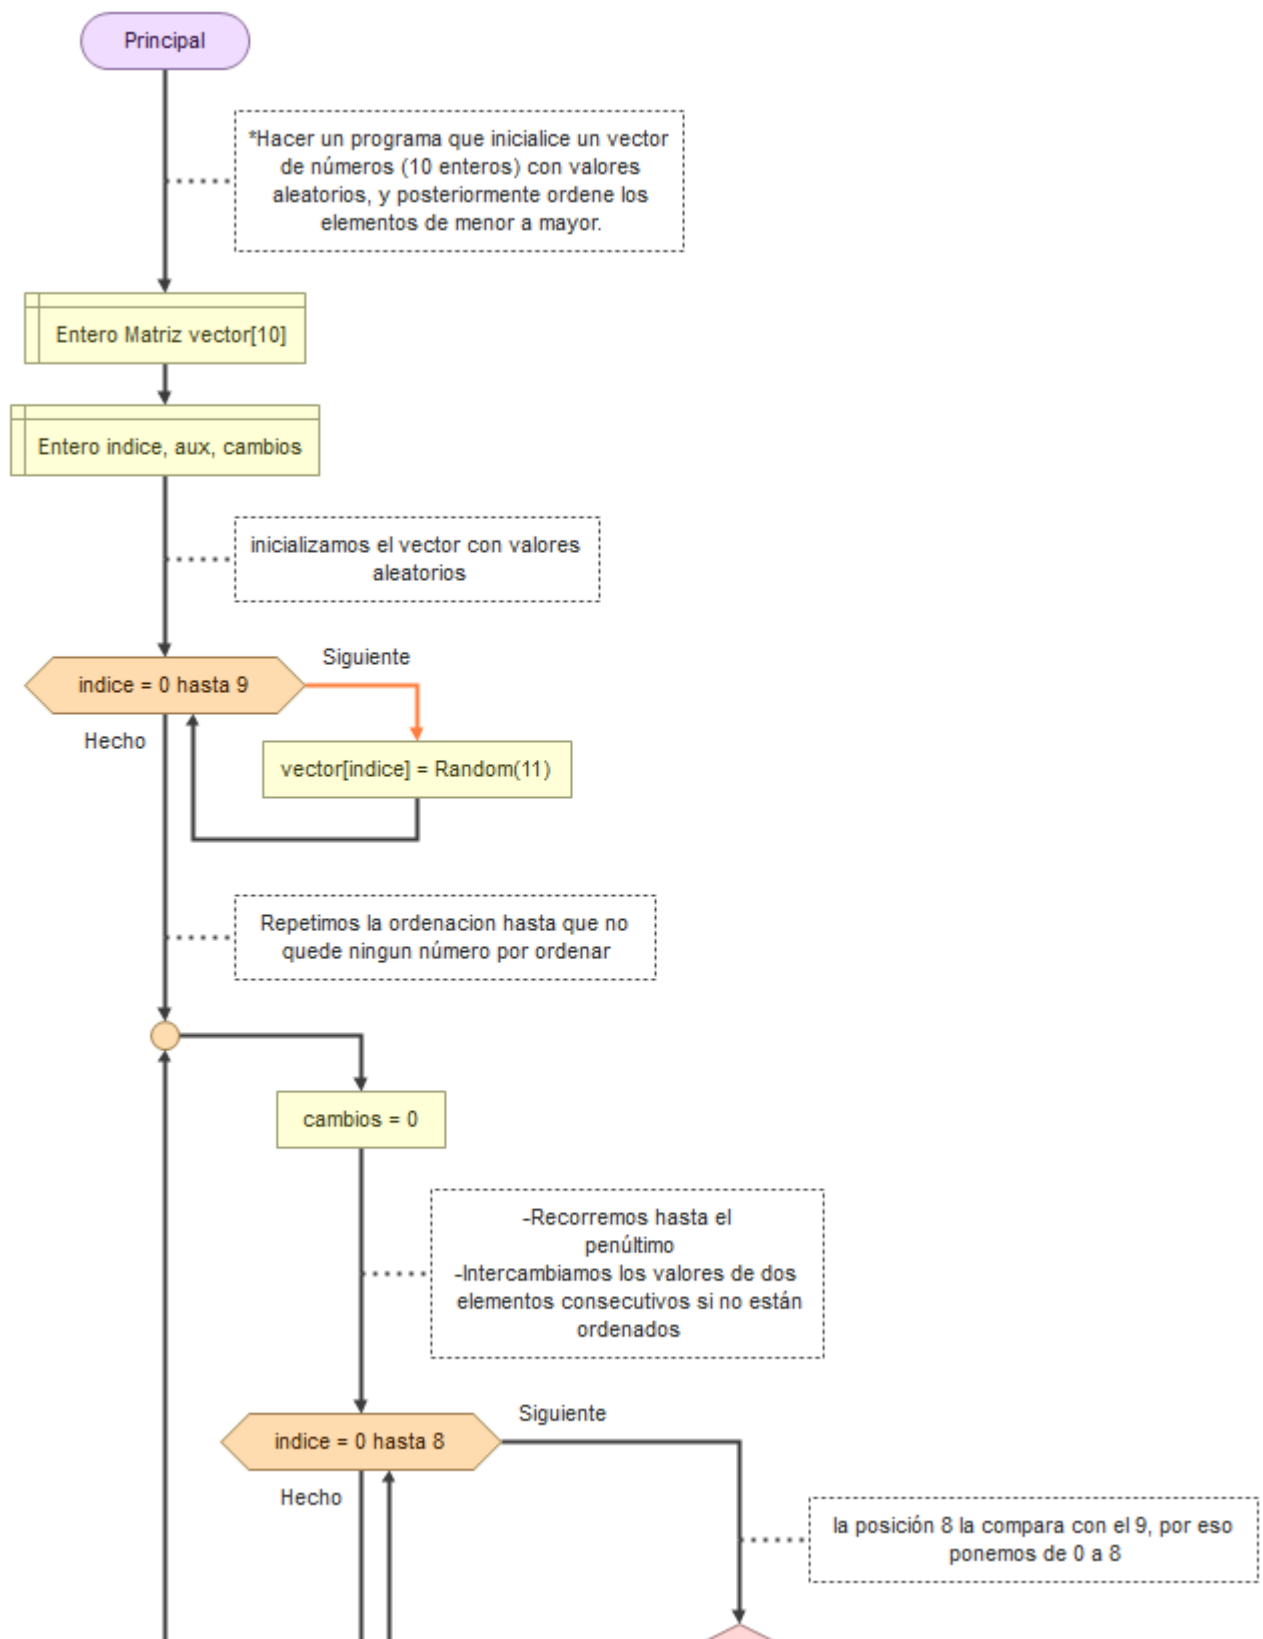 Principal
*Hacer un programa que inicialice un vector
de números (10 enteros) con valores
aleatorios, y posteriormente ordene los
elementos de menor a mayor.
Entero Matriz vector[10]
Entero indice, aux, cambios
inicializamos el vector con valores
aleatorios
Siguiente
indice = 0 hasta 9
Hecho
vector[indice] = Random(11)
Repetimos la ordenacion hasta que no
quede ningun número por ordenar
cambios = 0
-Recorremos hasta el
penúltimo
-Intercambiamos los valores de dos
elementos consecutivos si no están
ordenados
Siguiente
indice = 0 hasta 8
Hecho
la posición 8 la compara con el 9, por eso
ponemos de 0 a 8